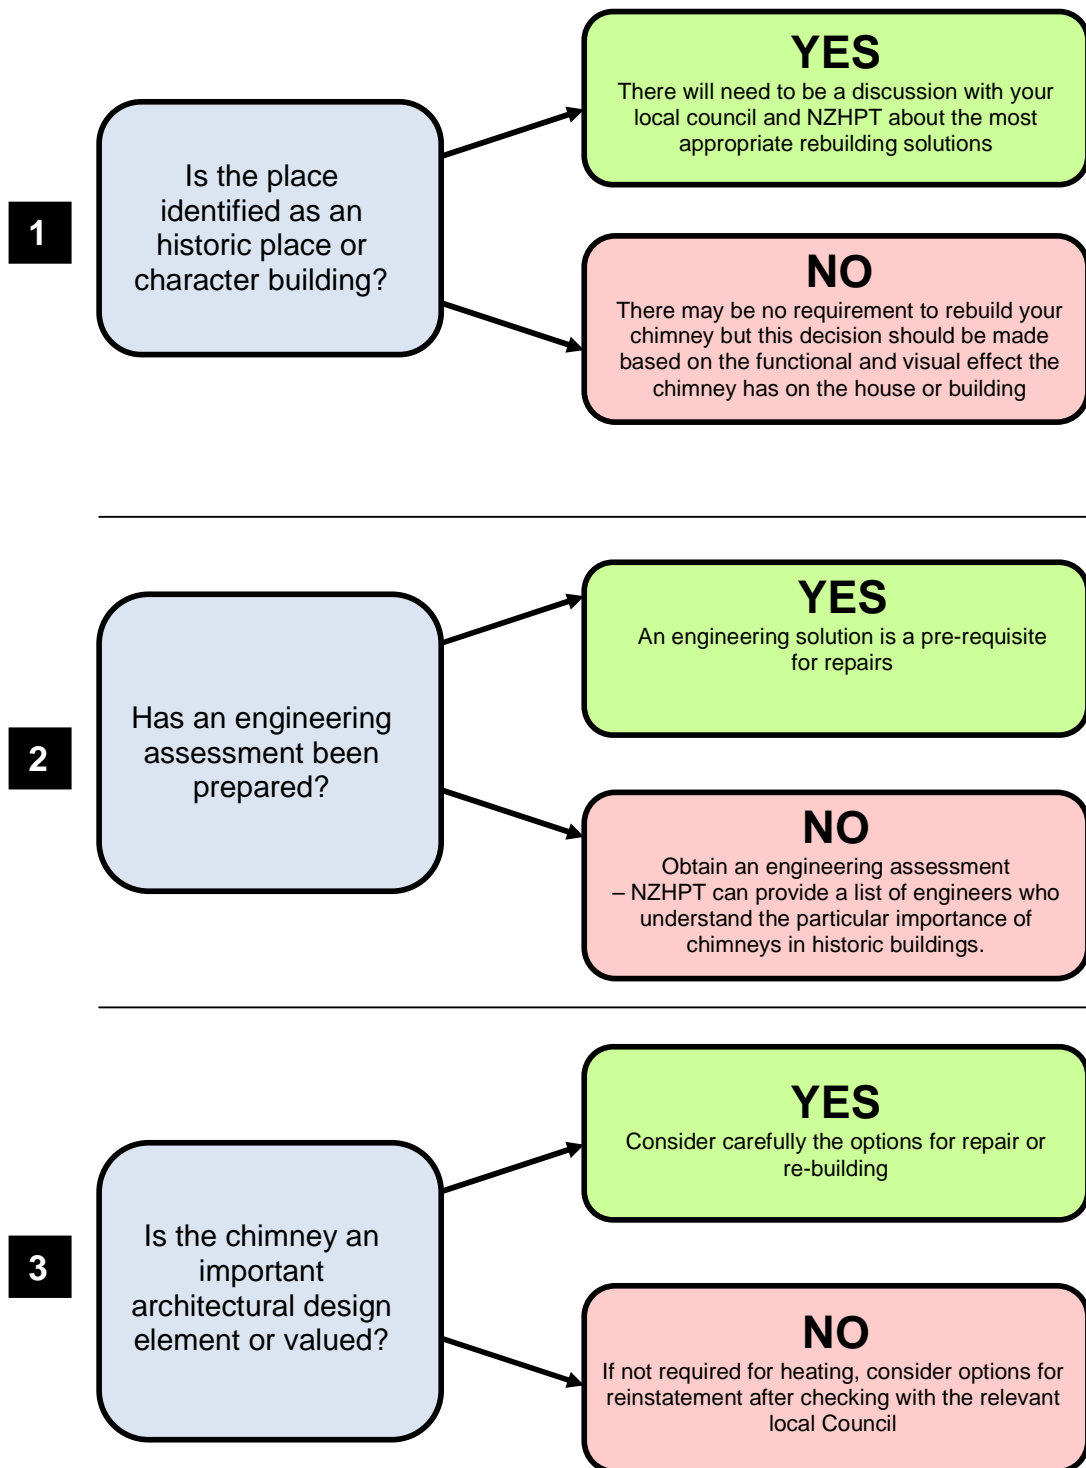 1
Is the place
identified as an
historic place or
character building?
YES
There will need to be a discussion with your
local council and NZHPT about the most
appropriate rebuilding solutions
NO
There may be no requirement to rebuild your
chimney but this decision should be made
based on the functional and visual effect the
chimney has on the house or building
2
Has an engineering
assessment been
prepared?
YES
An engineering solution is a pre-requisite
for repairs
NO
Obtain an engineering assessment
– NZHPT can provide a list of engineers who
understand the particular importance of
chimneys in historic buildings.
3
Is the chimney an
important
architectural design
element or valued?
YES
Consider carefully the options for repair or
re-building
NO
If not required for heating, consider options for
reinstatement after checking with the relevant
local Council